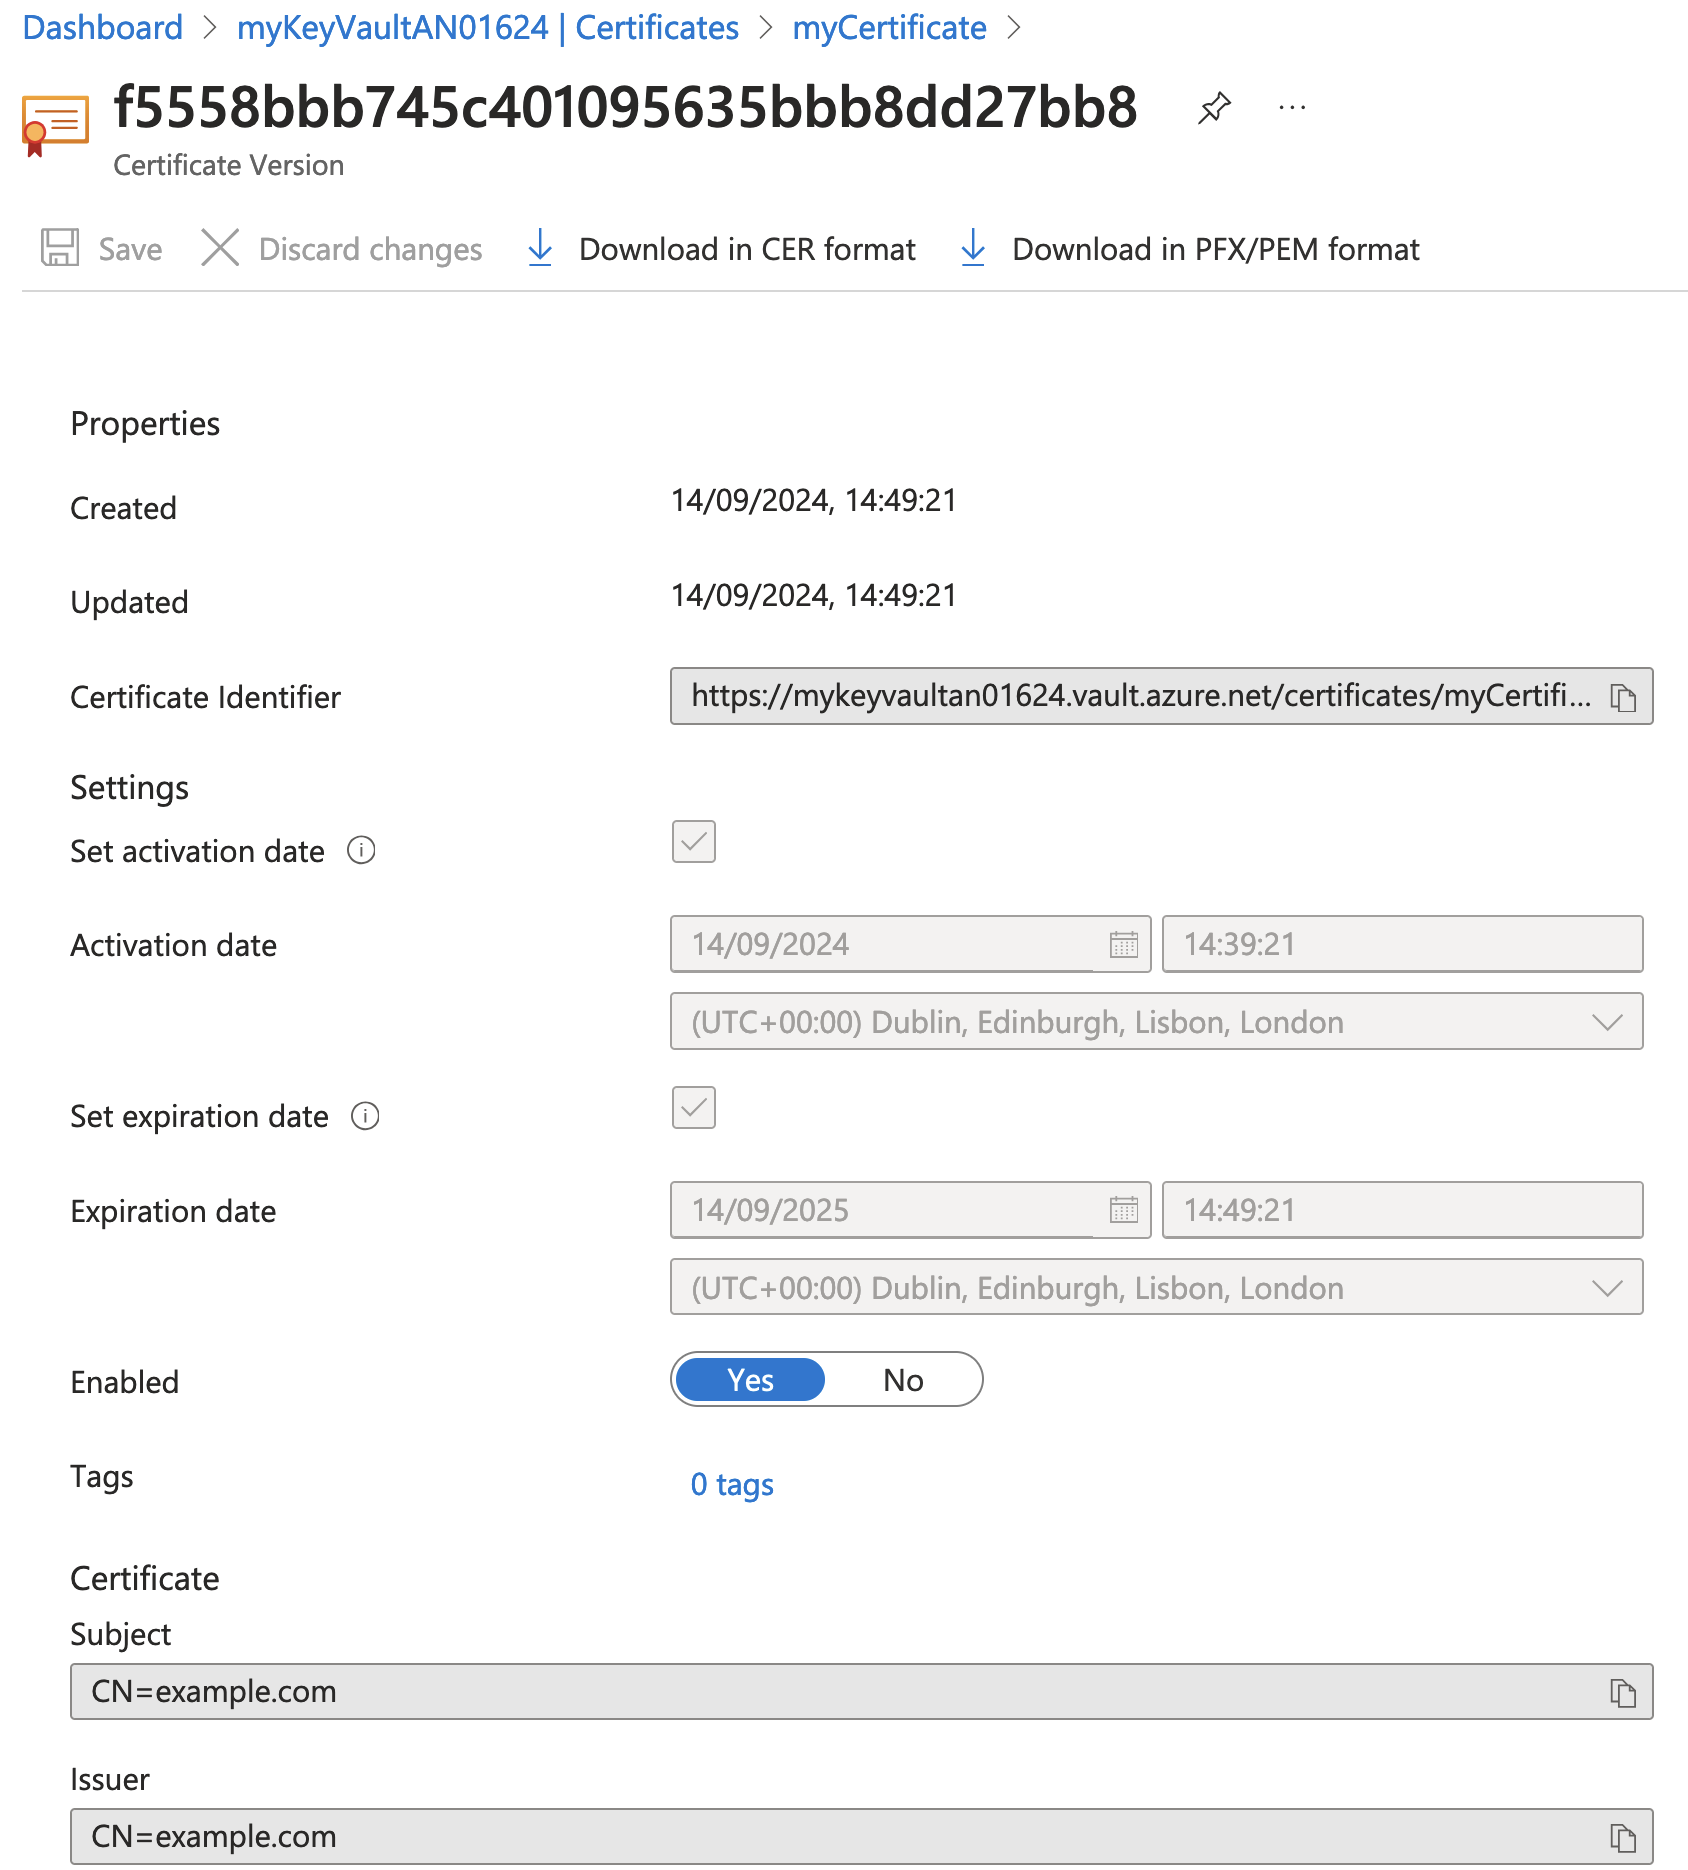 Dashboard > myKeyVaultAN01624 | Certificates > myCertificate >
f5558bbb745c401095635bbb8dd27bb8 ...
Certificate Version
Save Discard changes Download in CER format Download in PFX/PEM format
Properties
Created 14/09/2024, 14:49:21
Updated 14/09/2024, 14:49:21
Certificate Identifier https://mykeyvaultan01624.vault.azure.net/certificates/myCertifi...
Settings
Set activation date
Activation date 14/09/2024 14:39:21
(UTC+00:00) Dublin, Edinburgh, Lisbon, London
Set expiration date
Expiration date 14/09/2025 14:49:21
(UTC+00:00) Dublin, Edinburgh, Lisbon, London
Enabled Yes No
Tags 0 tags
Certificate
Subject
CN=example.com
Issuer
CN=example.com